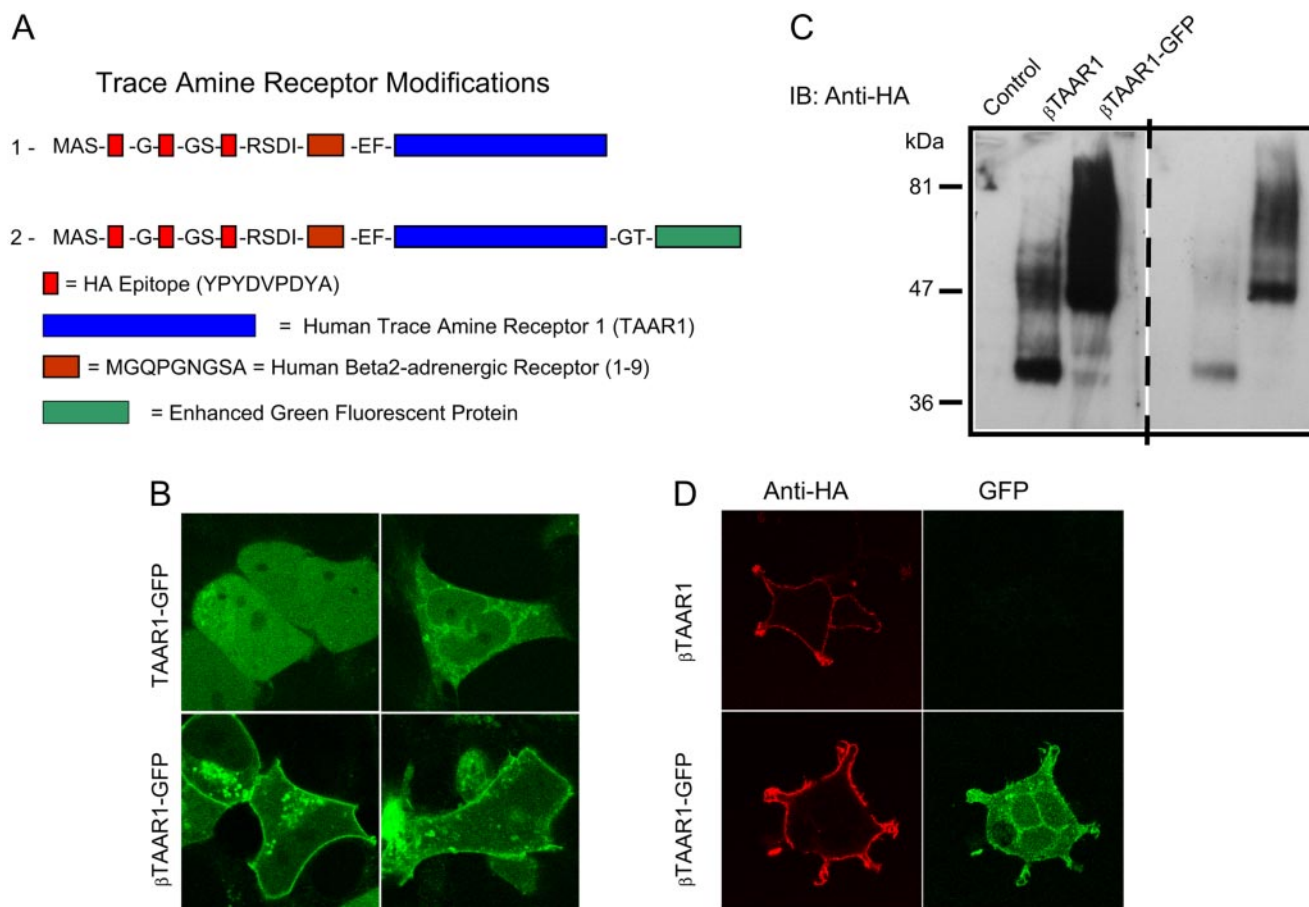 A
Trace Amine Receptor Modifications
1 - MAS- -G- -GS- -RSDI- -EF-
2 - MAS- -G- -GS- -RSDI- -EF- -GT-
= HA Epitope (YPYDVPDYA)
= Human Trace Amine Receptor 1 (TAAR1)
= MGQPGNGSA = Human Beta2-adrenergic Receptor (1-9)
= Enhanced Green Fluorescent Protein
C
IB: Anti-HA
Control
βTAAR1
βTAAR1-GFP
kDa
81
47
36
B
TAAR1-GFP
βTAAR1-GFP
D
Anti-HA GFP
βTAAR1
βTAAR1-GFP